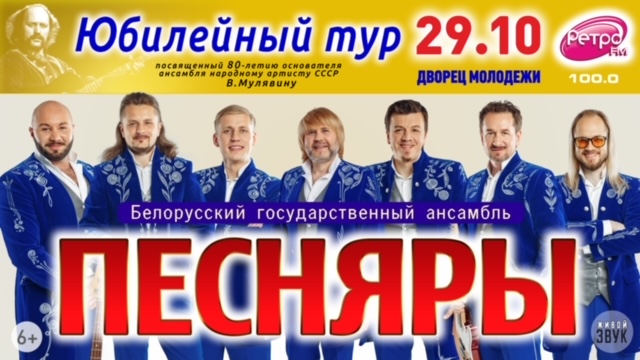 Юбилейный тур
29.10
Ретро FM
посвященный 80-летию основателя
ансамбля народному артисту СССР
В.Мулявину
ДВОРЕЦ МОЛОДЕЖИ
100.0
Белорусский государственный ансамбль
ПЕСНЯРЫ
6+
ЖИВОЙ
ЗВУК